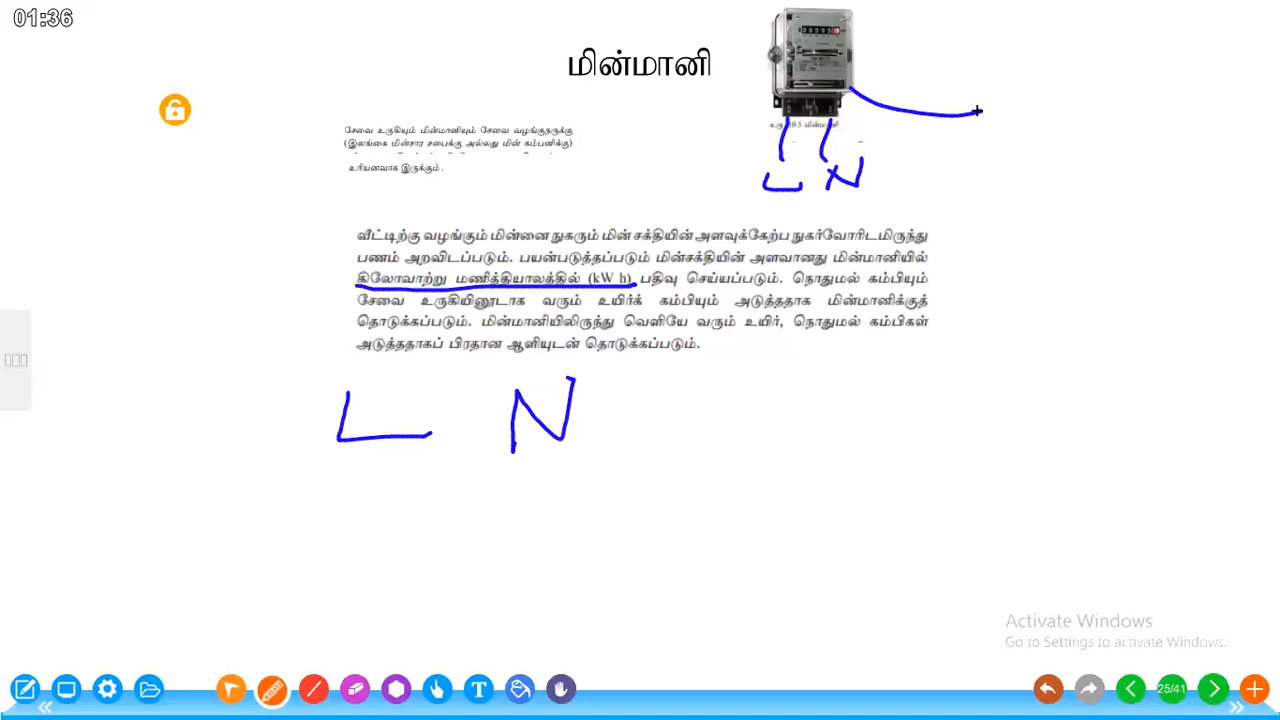 01:36
மின்மானி
சேவை உருகியும் மின்மானியும் சேவை வழங்குநருக்கு
(இலங்கை மின்சார சபைக்கு அல்லது மின் கம்பனிக்கு)
உரியனவாக இருக்கும் .
உரு 10.5 மின்மானி
L N
வீட்டிற்கு வழங்கும் மின்னை நுகரும் மின் சக்தியின் அளவுக்கேற்ப நுகர்வோரிடமிருந்து
பணம் அறவிடப்படும். பயன்படுத்தப்படும் மின்சக்தியின் அளவானது மின்மானியில்
கிலோவாற்று மணித்தியாலத்தில் (kW h) பதிவு செய்யப்படும். நொதுமல் கம்பியும்
சேவை உருகியினூடாக வரும் உயிர்க் கம்பியும் அடுத்ததாக மின்மானிக்குத்
தொடுக்கப்படும். மின்மானியிலிருந்து வெளியே வரும் உயிர், நொதுமல் கம்பிகள்
அடுத்ததாகப் பிரதான ஆளியுடன் தொடுக்கப்படும்.
L N
Activate Windows
Go to Settings to activate Windows.
25/41